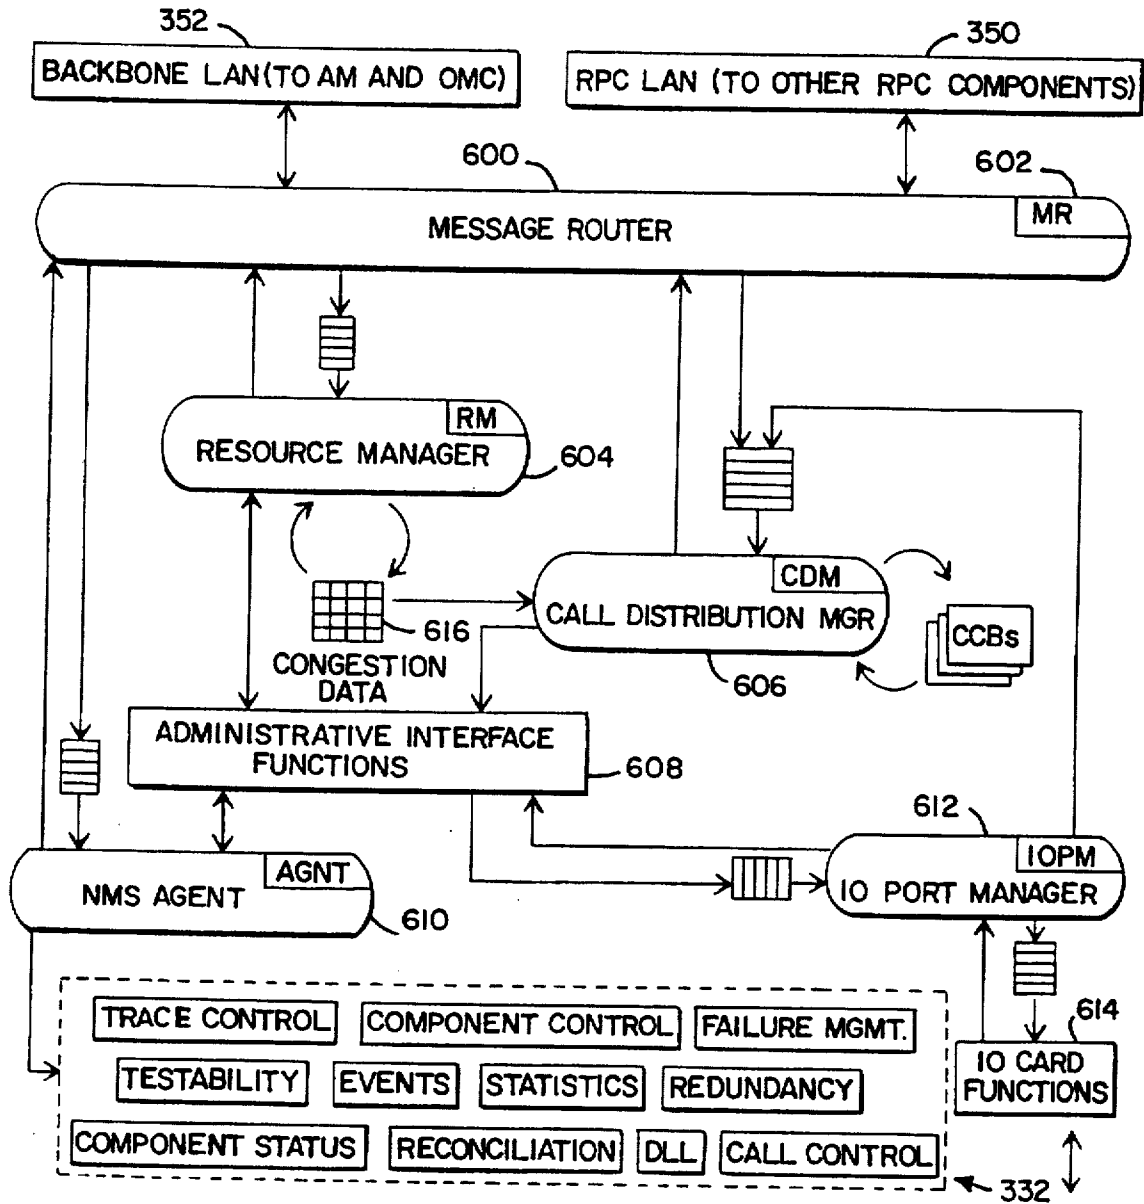 352
350
BACKBONE LAN (TO AM AND OMC)
RPC LAN (TO OTHER RPC COMPONENTS)
600
602
MR
MESSAGE ROUTER
RM
RESOURCE MANAGER
604
CDM
CALL DISTRIBUTION MGR
CCBs
616
606
CONGESTION
DATA
ADMINISTRATIVE INTERFACE
FUNCTIONS
608
612
IOPM
IO PORT MANAGER
AGNT
NMS AGENT
610
TRACE CONTROL
COMPONENT CONTROL
FAILURE MGMT.
614
IO CARD
FUNCTIONS
TESTABILITY
EVENTS
STATISTICS
REDUNDANCY
COMPONENT STATUS
RECONCILIATION
DLL
CALL CONTROL
332